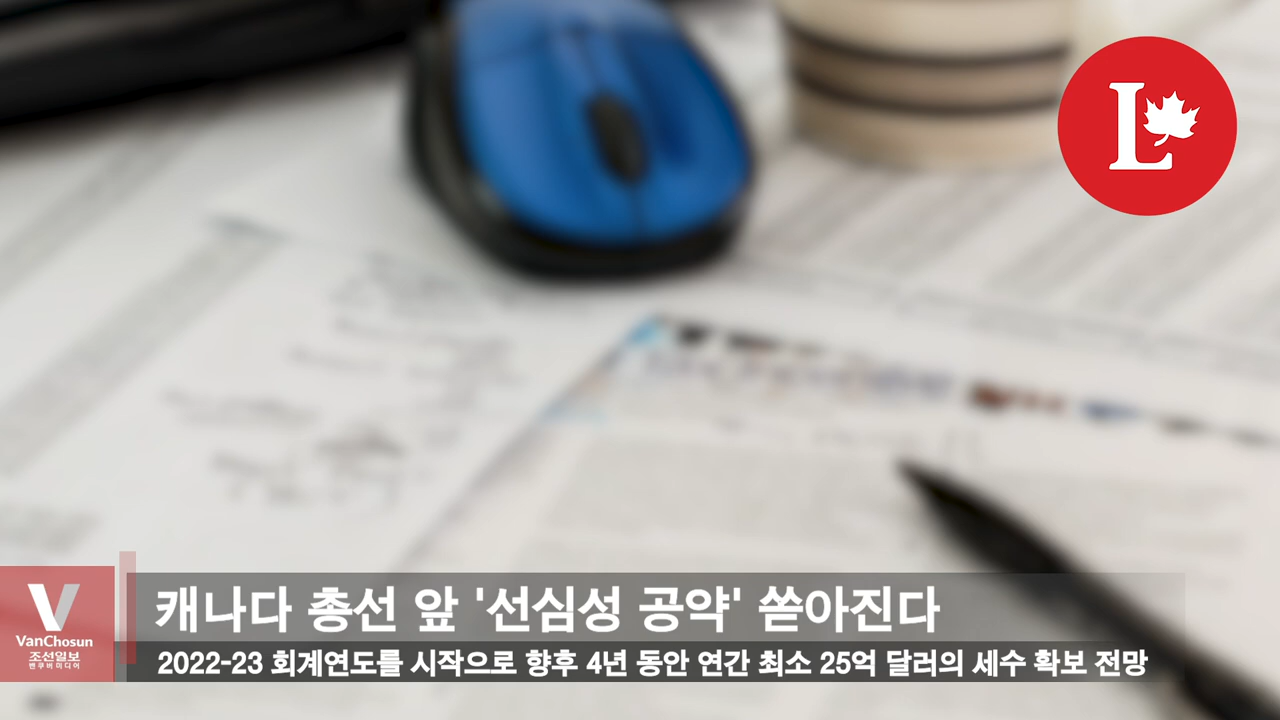 L
캐나다 총선 앞 '선심성 공약' 쏟아진다
2022-23 회계연도를 시작으로 향후 4년 동안 연간 최소 25억 달러의 세수 확보 전망
V
VanChosun
조선일보
밴쿠버미디어